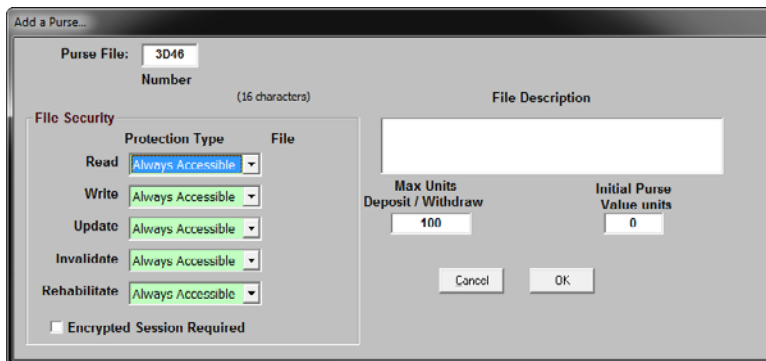 Add a Purse...
Purse File: 3D46
Number
(16 characters)
File Description
File Security
Protection Type File
Read Always Accessible
Write Always Accessible
Update Always Accessible
Invalidate Always Accessible
Rehabilitate Always Accessible
Encrypted Session Required
Max Units
Deposit / Withdraw
100
Initial Purse
Value units
0
Cancel OK